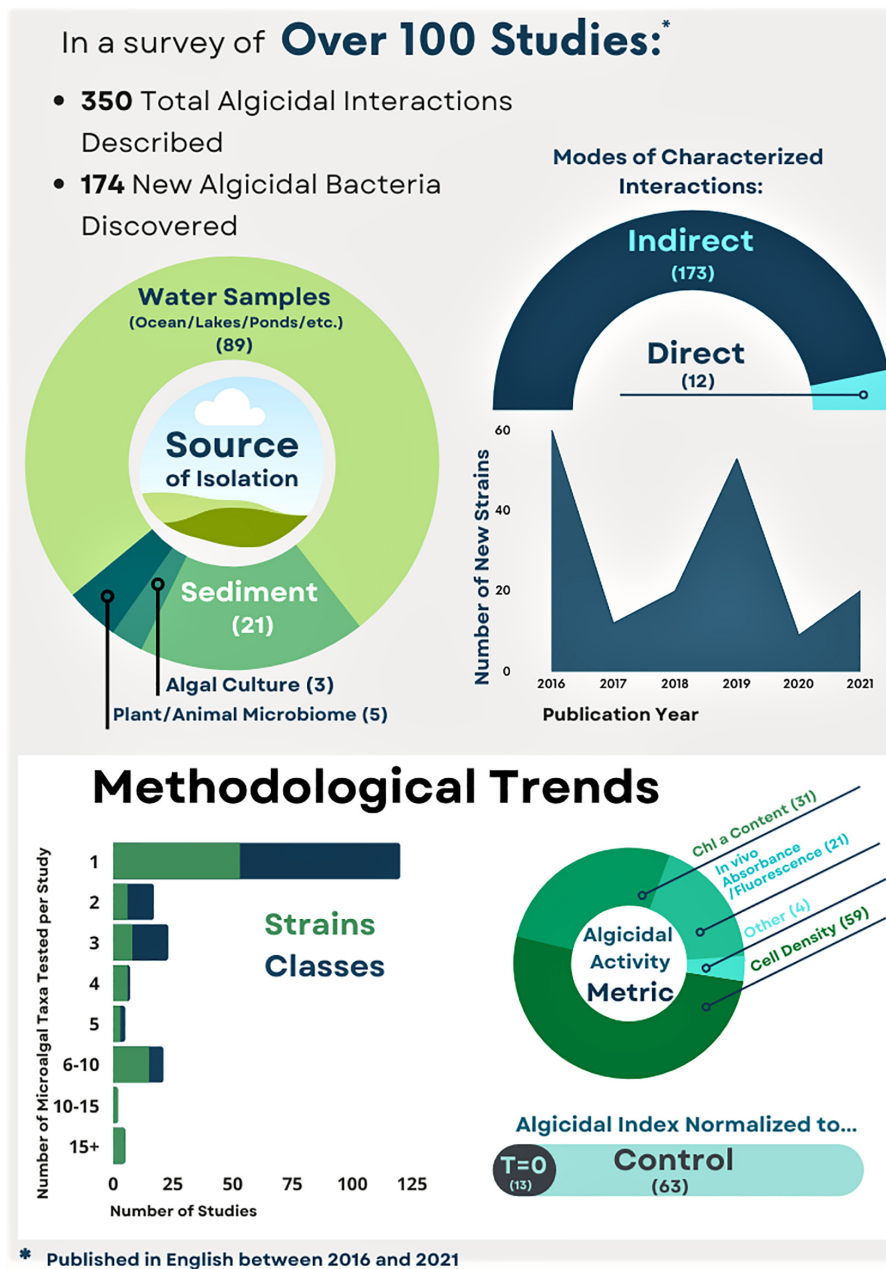 In a survey of Over 100 Studies:*
• 350 Total Algicidal Interactions
Described
• 174 New Algicidal Bacteria
Discovered
Water Samples
(Ocean/Lakes/Ponds/etc.)
(89)
Source
of Isolation
Sediment
(21)
Algal Culture (3)
Plant/Animal Microbiome (5)
Modes of Characterized
Interactions:
Indirect
(173)
Direct
(12)
Number of New Strains
60
40
20
0
2016 2017 2018 2019 2020 2021
Publication Year
Methodological Trends
Number of Microalgal Taxa Tested per Study
1
2
3
4
5
6-10
10-15
15+
0 25 50 75 100 125
Number of Studies
Strains
Classes
Chl a Content (31)
In vivo
Absorbance
/Fluorescence (21)
Other (4)
Cell Density (59)
Algicidal
Activity
Metric
Algicidal Index Normalized to...
T=0
(13)
Control
(63)
* Published in English between 2016 and 2021